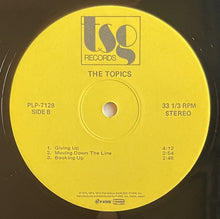 tsg
RECORDS
THE TOPICS
PLP-7128
SIDE B
33 1/3 RPM
STEREO
1. Giving Up 4:12
2. Moving Down The Line 2:54
3. Booking Up 2:46